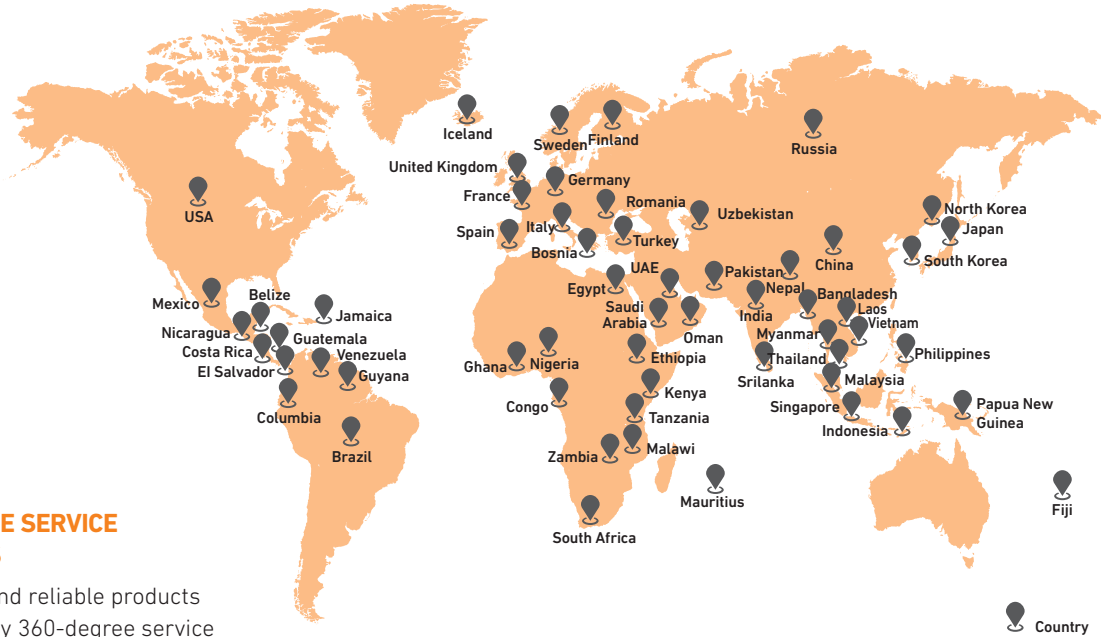 Iceland
Sweden
Finland
Russia
United Kingdom
Germany
France
Romania
USA
Uzbekistan
North Korea
Japan
Spain
Italy
Turkey
Bosnia
China
South Korea
UAE
Pakistan
Egypt
Nepal
Mexico
Belize
Bangladesh
Saudi
Arabia
India
Laos
Jamaica
Vietnam
Nicaragua
Guatemala
Oman
Myanmar
Costa Rica
Venezuela
Ghana
Nigeria
Ethiopia
Thailand
Philippines
El Salvador
Guyana
Srilanka
Malaysia
Kenya
Columbia
Congo
Singapore
Papua New
Guinea
Tanzania
Indonesia
Brazil
Zambia
Malawi
Mauritius
Fiji
E SERVICE
South Africa
nd reliable products
y 360-degree service
Country